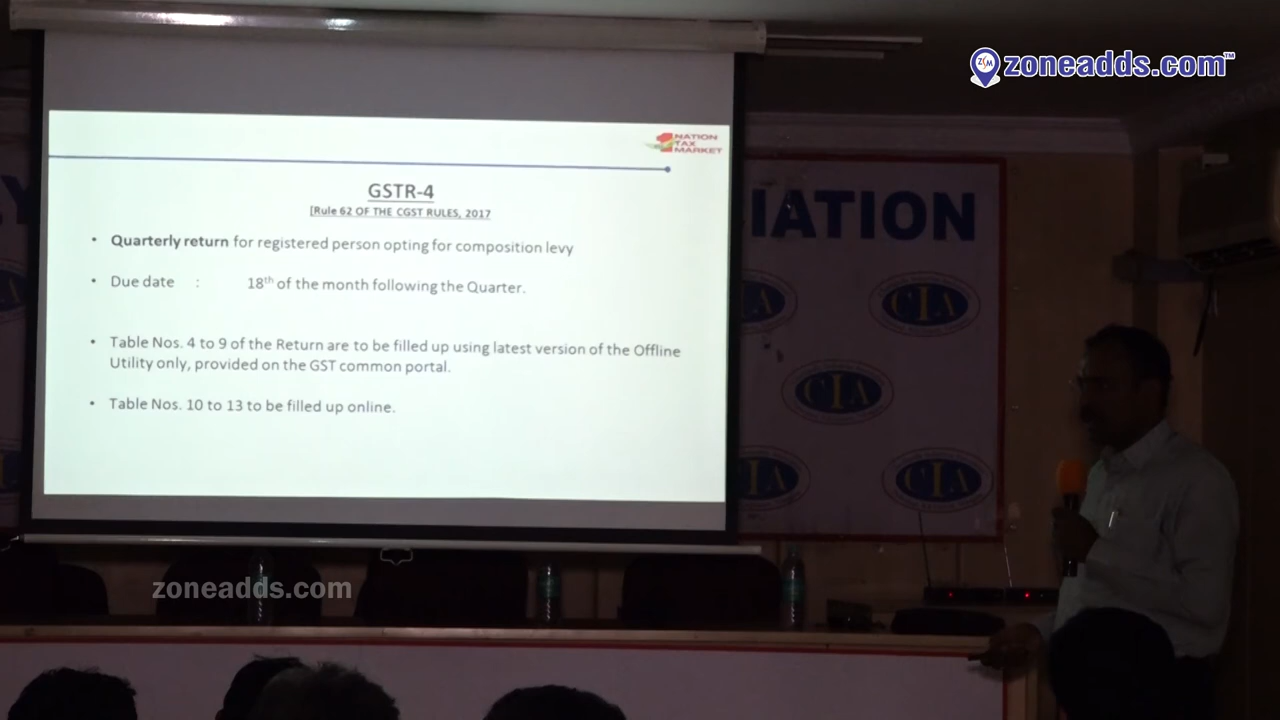 zoneadds.com™
1 NATION
TAX
MARKET
GSTR-4
[Rule 62 OF THE CGST RULES, 2017
• Quarterly return for registered person opting for composition levy
• Due date : 18th of the month following the Quarter.
• Table Nos. 4 to 9 of the Return are to be filled up using latest version of the Offline
Utility only, provided on the GST common portal.
• Table Nos. 10 to 13 to be filled up online.
IATION
CIA
CIA
CIA
zoneadds.com